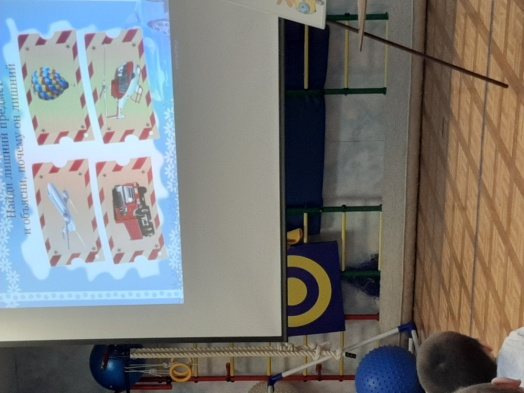 Найди лишний предмет
и объясни, почему он лишний